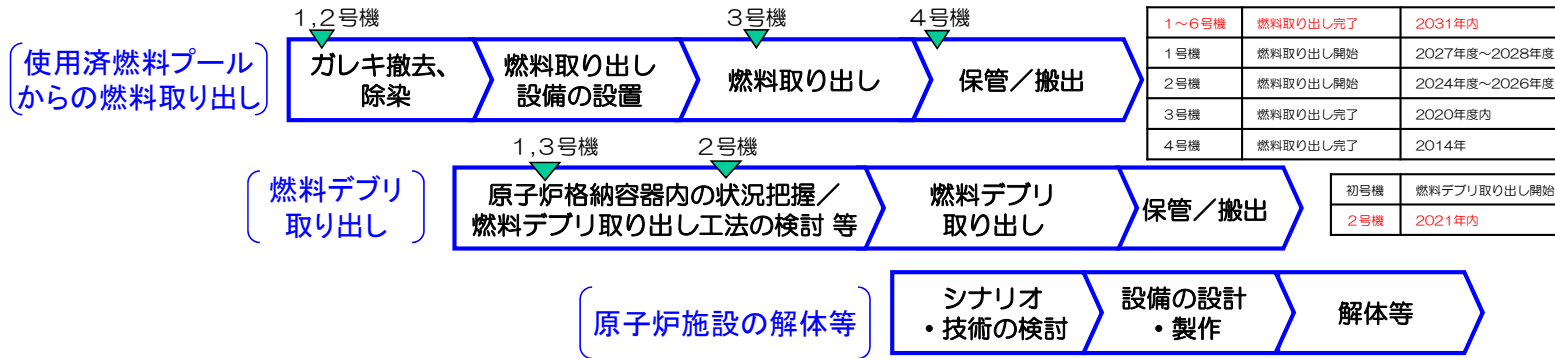 1,2号機
3号機
4号機
使用済燃料プール
からの燃料取り出し
ガレキ撤去、
除染
燃料取り出し
設備の設置
燃料取り出し
保管／搬出
1～6号機 燃料取り出し完了 2031年内
1号機 燃料取り出し開始 2027年度～2028年度
2号機 燃料取り出し開始 2024年度～2026年度
3号機 燃料取り出し完了 2020年度内
4号機 燃料取り出し完了 2014年
1,3号機
2号機
燃料デブリ
取り出し
原子炉格納容器内の状況把握／
燃料デブリ取り出し工法の検討 等
燃料デブリ
取り出し
保管／搬出
初号機 燃料デブリ取り出し開始
2号機 2021年内
原子炉施設の解体等
シナリオ
・技術の検討
設備の設計
・製作
解体等